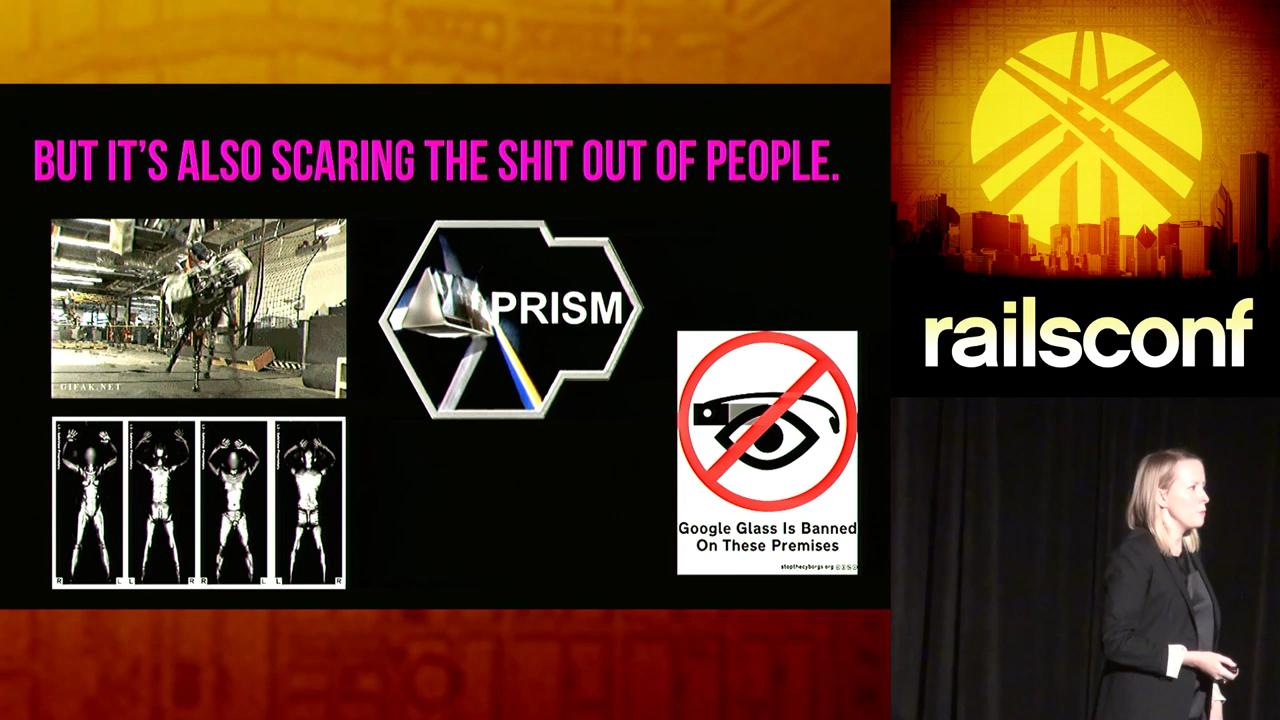 BUT IT'S ALSO SCARING THE SHIT OUT OF PEOPLE.
GIFAK.NET
PRISM
Google Glass Is Banned
On These Premises
stopthecyborgs.org
R L L R R L L R
railsconf